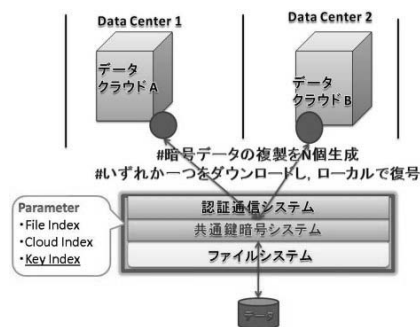 Data Center 1
Data Center 2
データ
クラウドA
データ
クラウドB
#暗号データの複製をN個生成
#いずれか一つをダウンロードし，ローカルで復号
Parameter
•File Index
•Cloud Index
•Key Index
認証通信システム
共通鍵暗号システム
ファイルシステム
データ